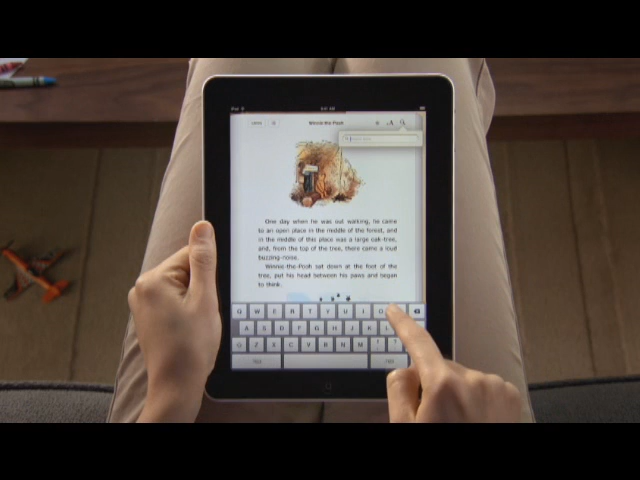 iPad
Winnie-the-Pooh
One day when he was out walking, he came
to an open place in the middle of the forest, and
in the middle of this place was a large oak-tree,
and, from the top of the tree, there came a loud
buzzing-noise.
Winnie-the-Pooh sat down at the foot of the
tree, put his head between his paws and began
to think.
Q W E R T Y U I O
A S D F G H J K
Z X C V B N M